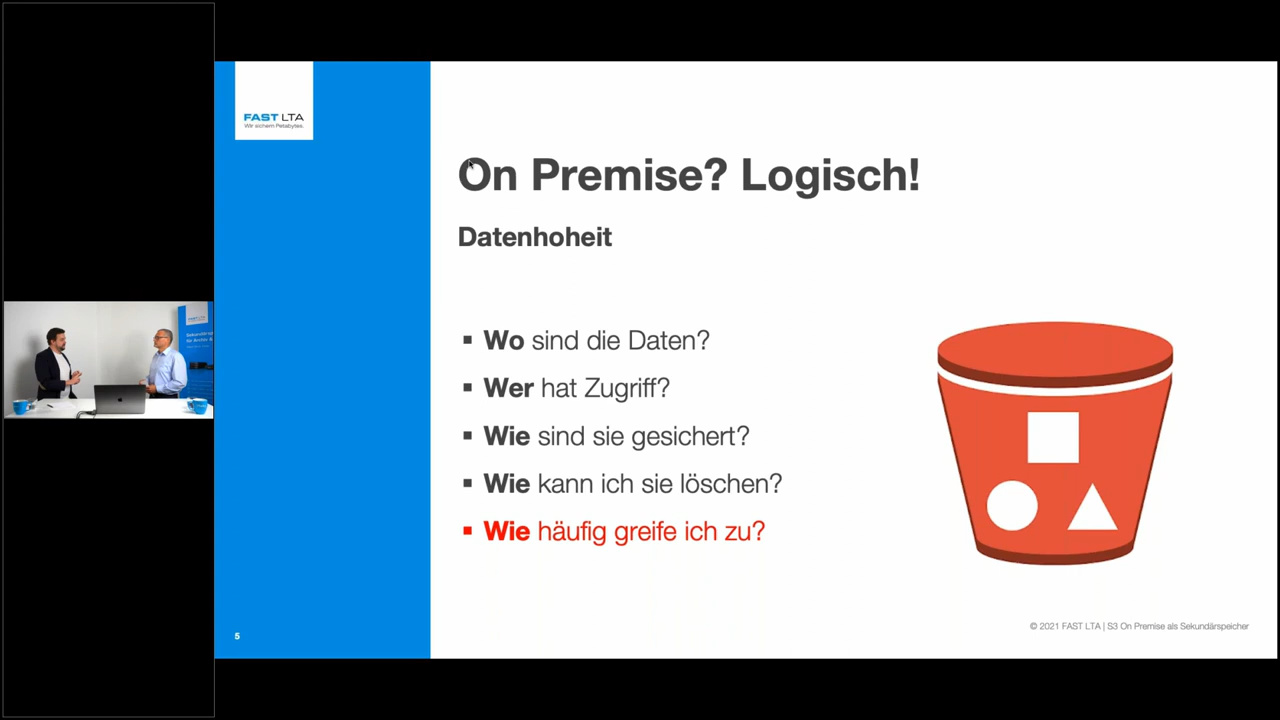 FAST LTA
Wir sichern Petabytes.
On Premise? Logisch!
Datenhoheit
▪ Wo sind die Daten?
▪ Wer hat Zugriff?
▪ Wie sind sie gesichert?
▪ Wie kann ich sie löschen?
▪ Wie häufig greife ich zu?
5
© 2021 FAST LTA | S3 On Premise als Sekundärspeicher